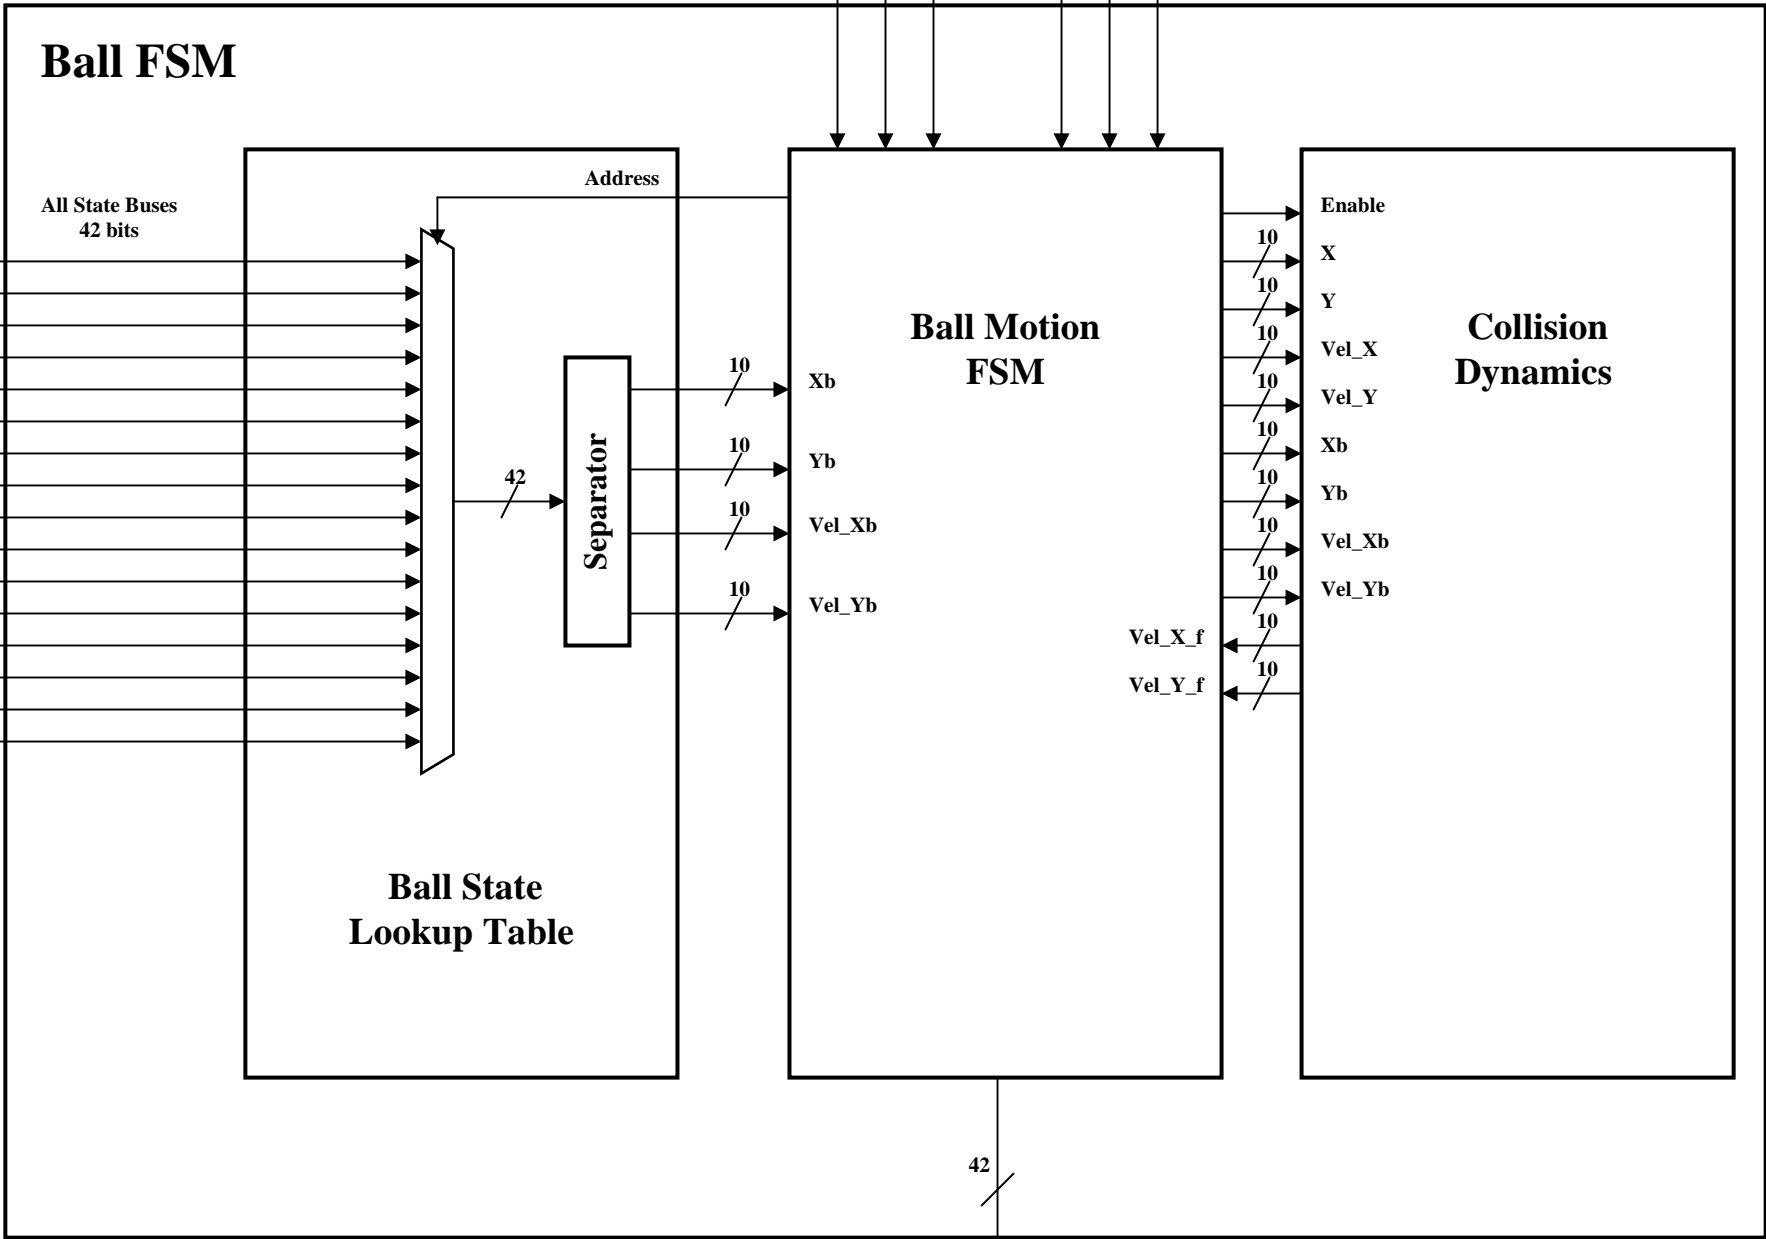 Ball FSM
All State Buses
42 bits
Address
42
Separator
10
Xb
10
Yb
10
Vel_Xb
10
Vel_Yb
Ball State
Lookup Table
Ball Motion
FSM
Enable
10
X
10
Y
10
Vel_X
10
Vel_Y
10
Xb
10
Yb
10
Vel_Xb
10
Vel_Yb
10
Vel_X_f
10
Vel_Y_f
Collision
Dynamics
42